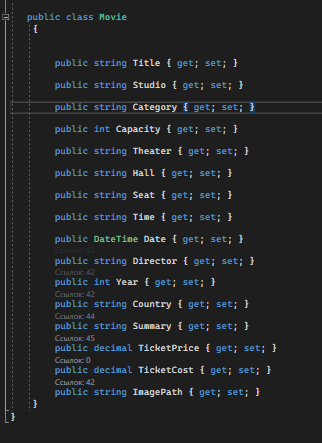 public class Movie
{
public string Title { get; set; }
public string Studio { get; set; }
public string Category { get; set; }
public int Capacity { get; set; }
public string Theater { get; set; }
public string Hall { get; set; }
public string Seat { get; set; }
public string Time { get; set; }
public DateTime Date { get; set; }
Ссылок: 42
public string Director { get; set; }
Ссылок: 42
public int Year { get; set; }
Ссылок: 42
public string Country { get; set; }
Ссылок: 44
public string Summary { get; set; }
Ссылок: 45
public decimal TicketPrice { get; set; }
Ссылок: 0
public decimal TicketCost { get; set; }
Ссылок: 42
public string ImagePath { get; set; }
}
}